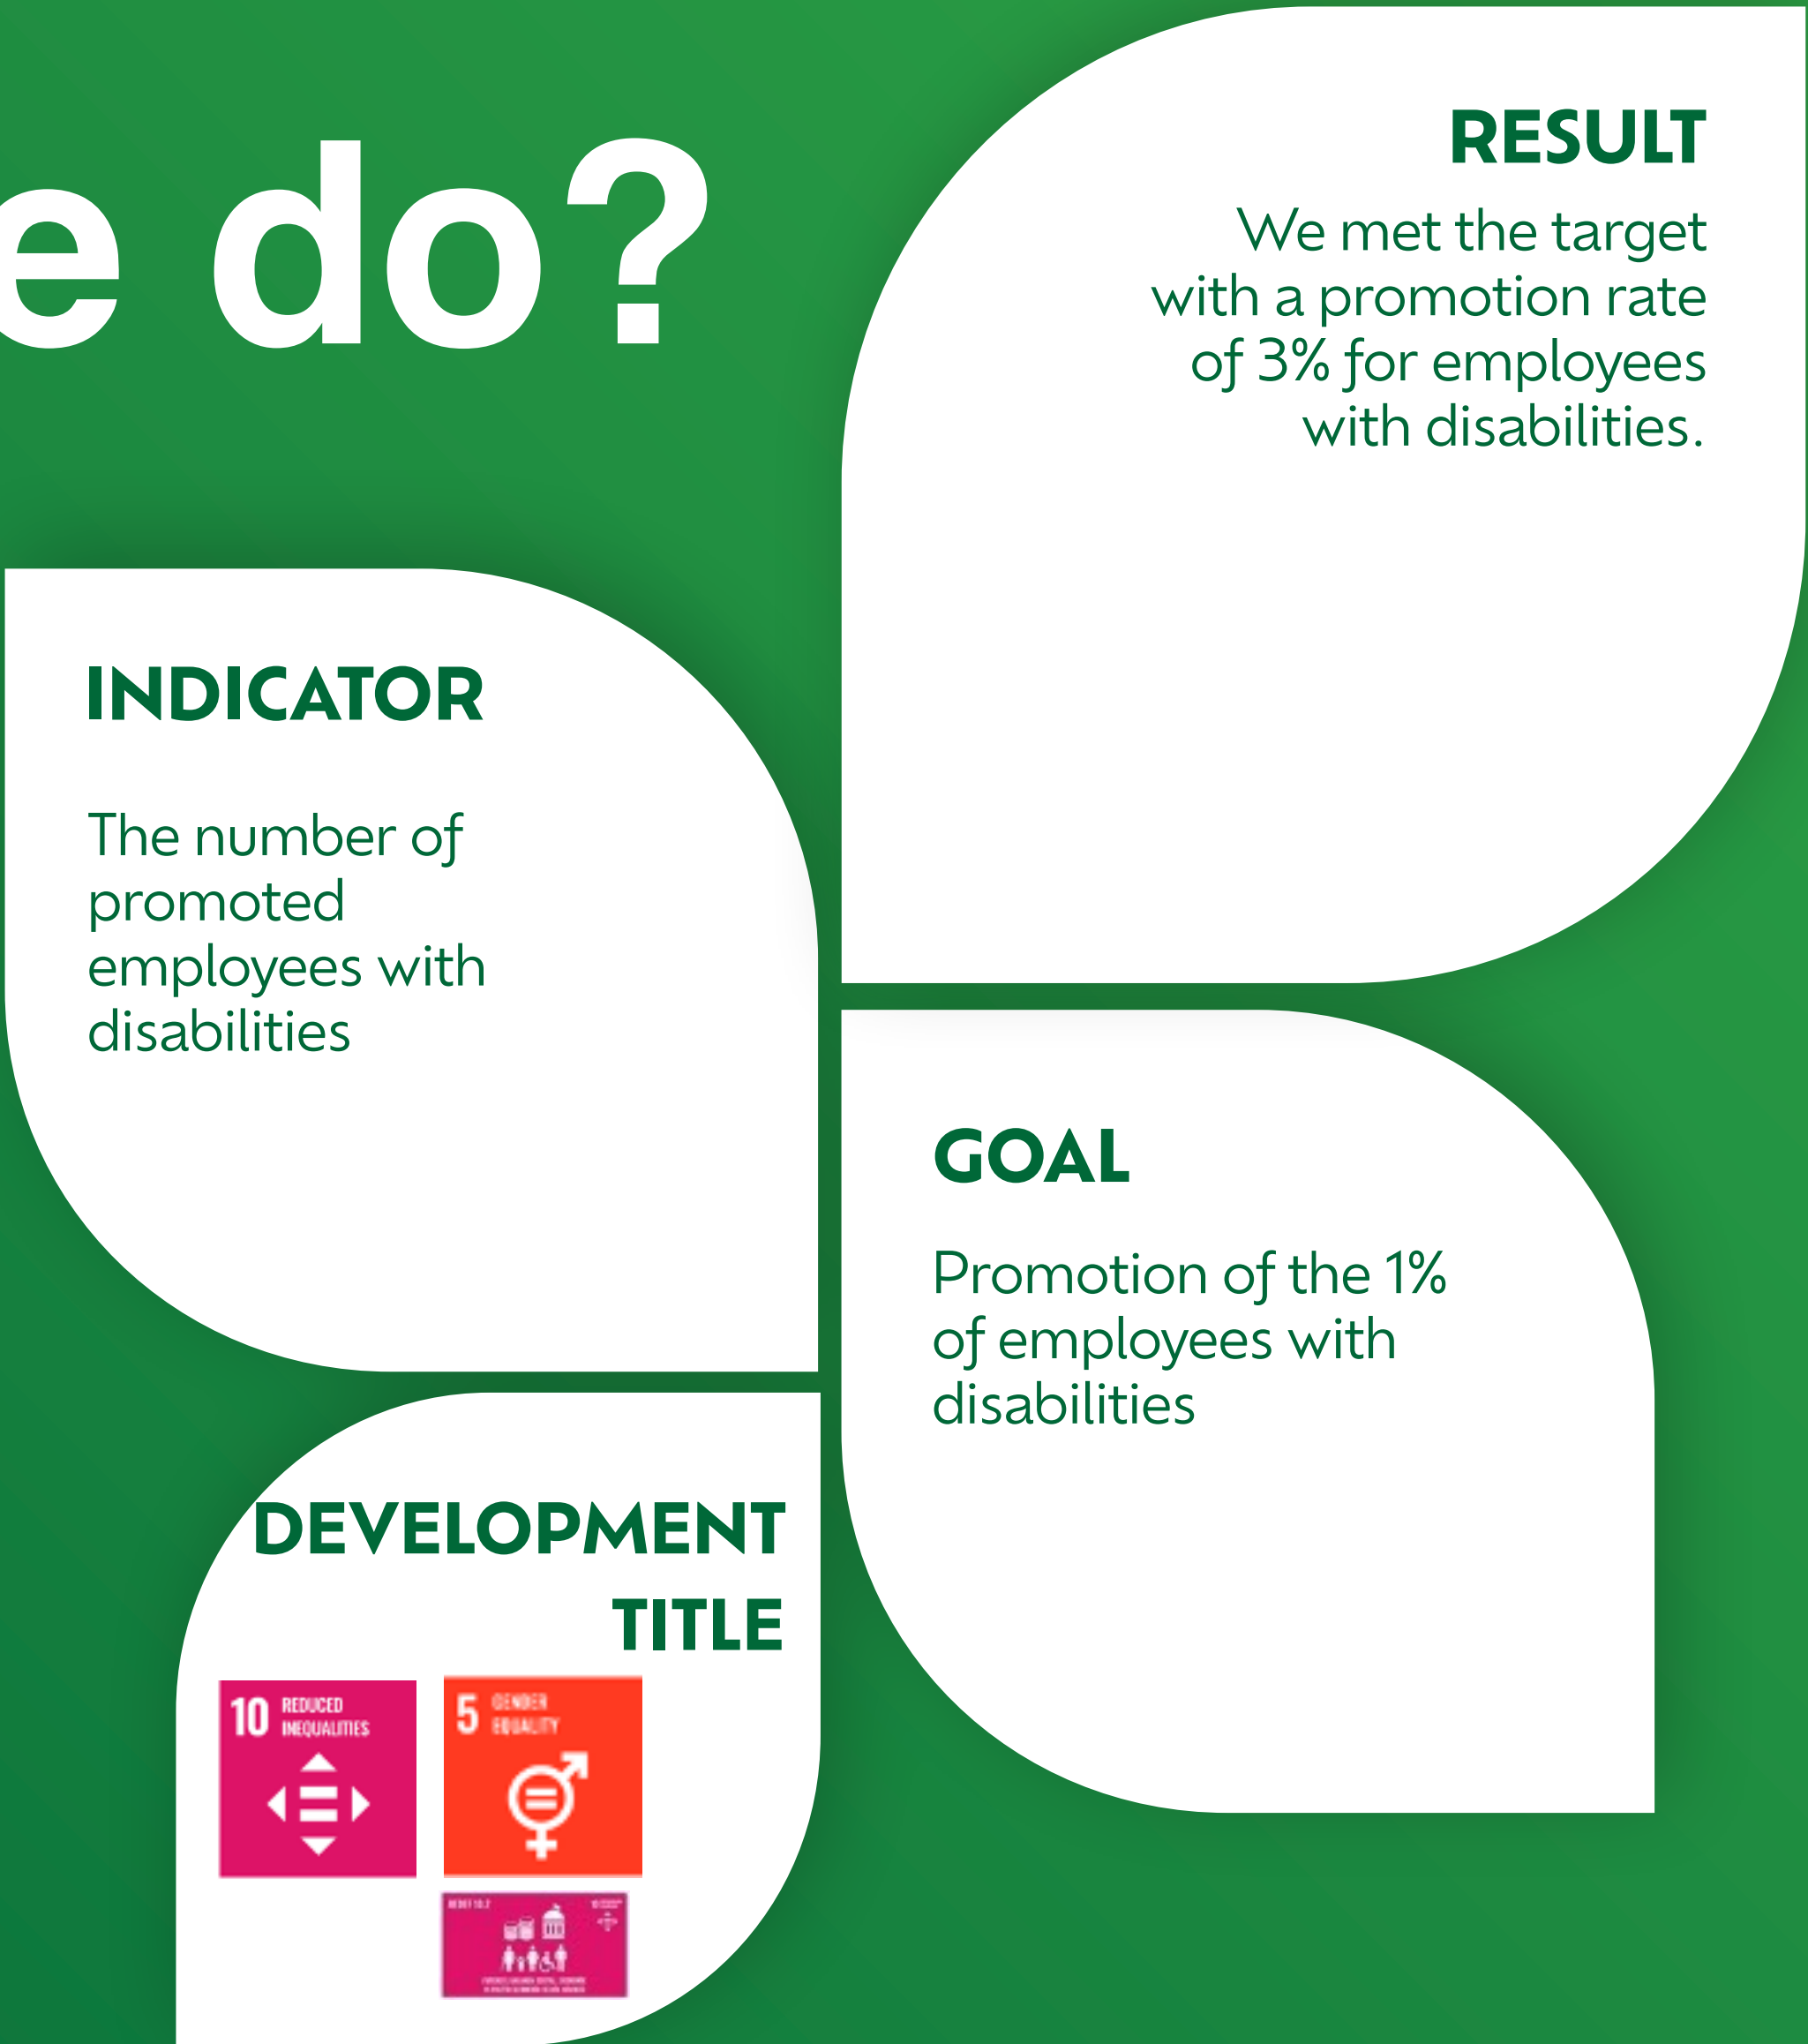 e do?
RESULT
We met the target
with a promotion rate
of 3% for employees
with disabilities.
INDICATOR
The number of
promoted
employees with
disabilities
GOAL
Promotion of the 1%
of employees with
disabilities
DEVELOPMENT
TITLE
10 REDUCED
INEQUALITIES
5 GENDER
EQUALITY